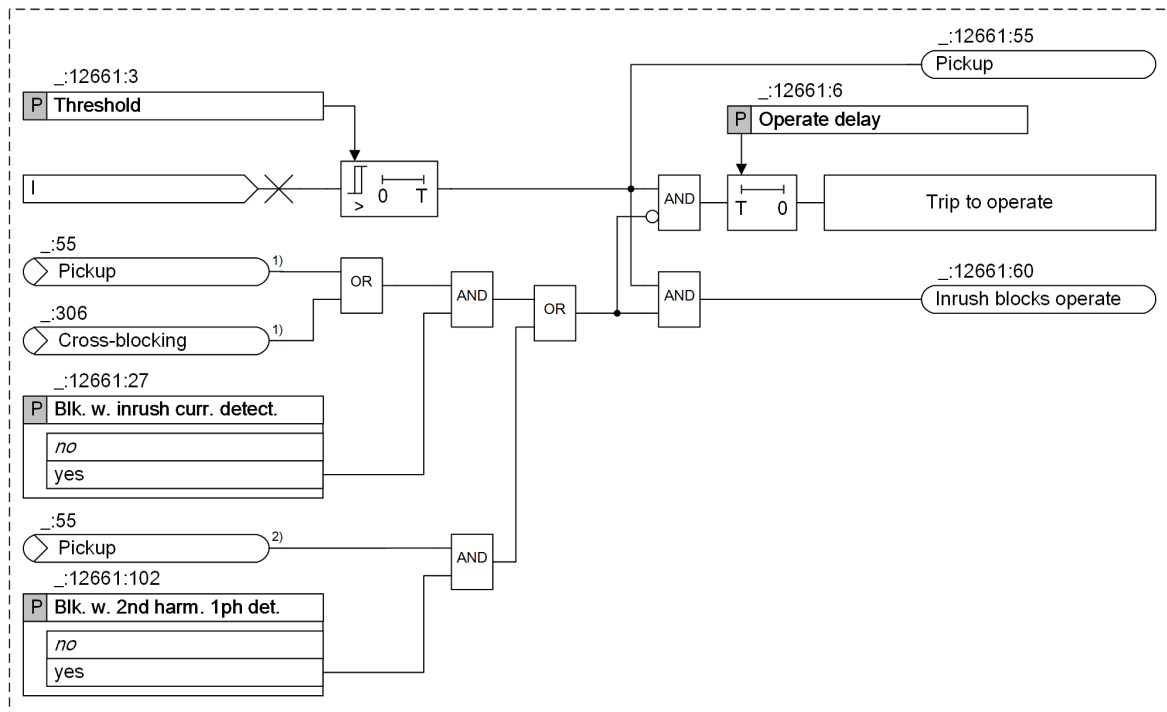 _:12661:55
Pickup
_:12661:3
P Threshold
_:12661:6
P Operate delay
I
> 0 T
AND
T 0
Trip to operate
_:55
Pickup 1)
OR
AND
_:12661:60
AND
Inrush blocks operate
OR
_:306
Cross-blocking 1)
_:12661:27
P Blk. w. inrush curr. detect.
no
yes
_:55
Pickup 2)
AND
_:12661:102
P Blk. w. 2nd harm. 1ph det.
no
yes